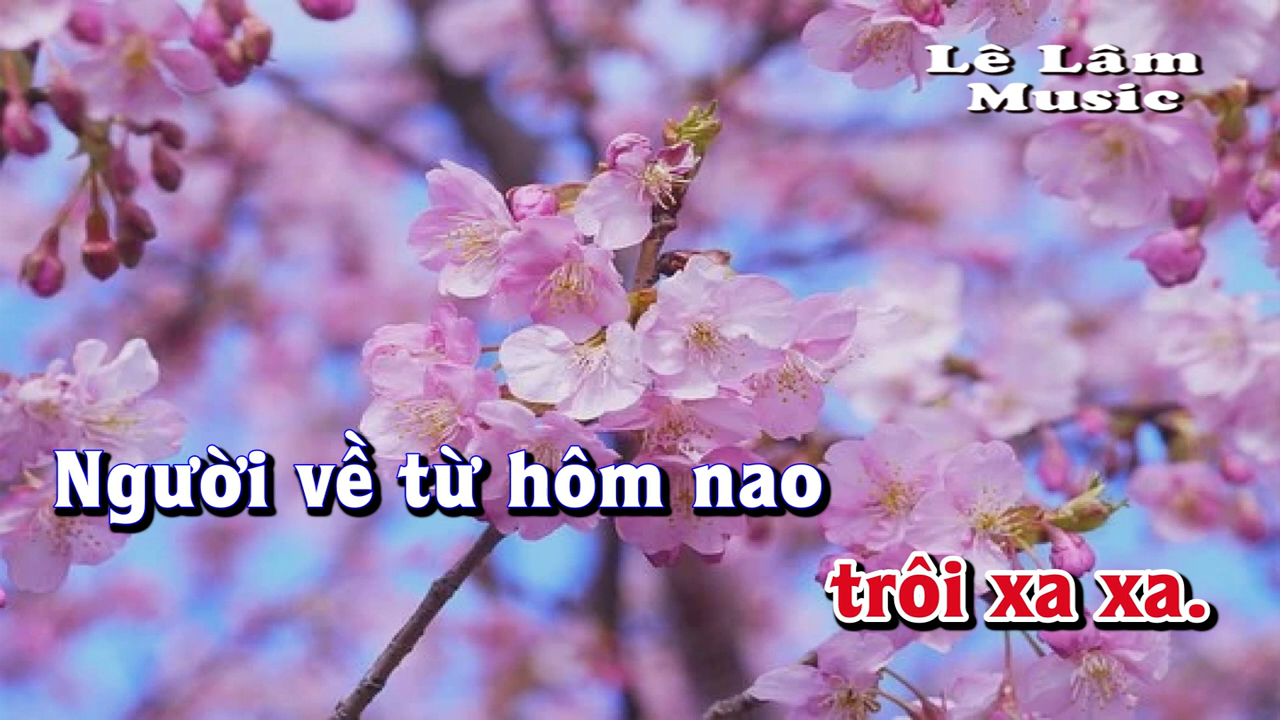 Lê Lâm
Music
Người về từ hôm nao
trôi xa xa.